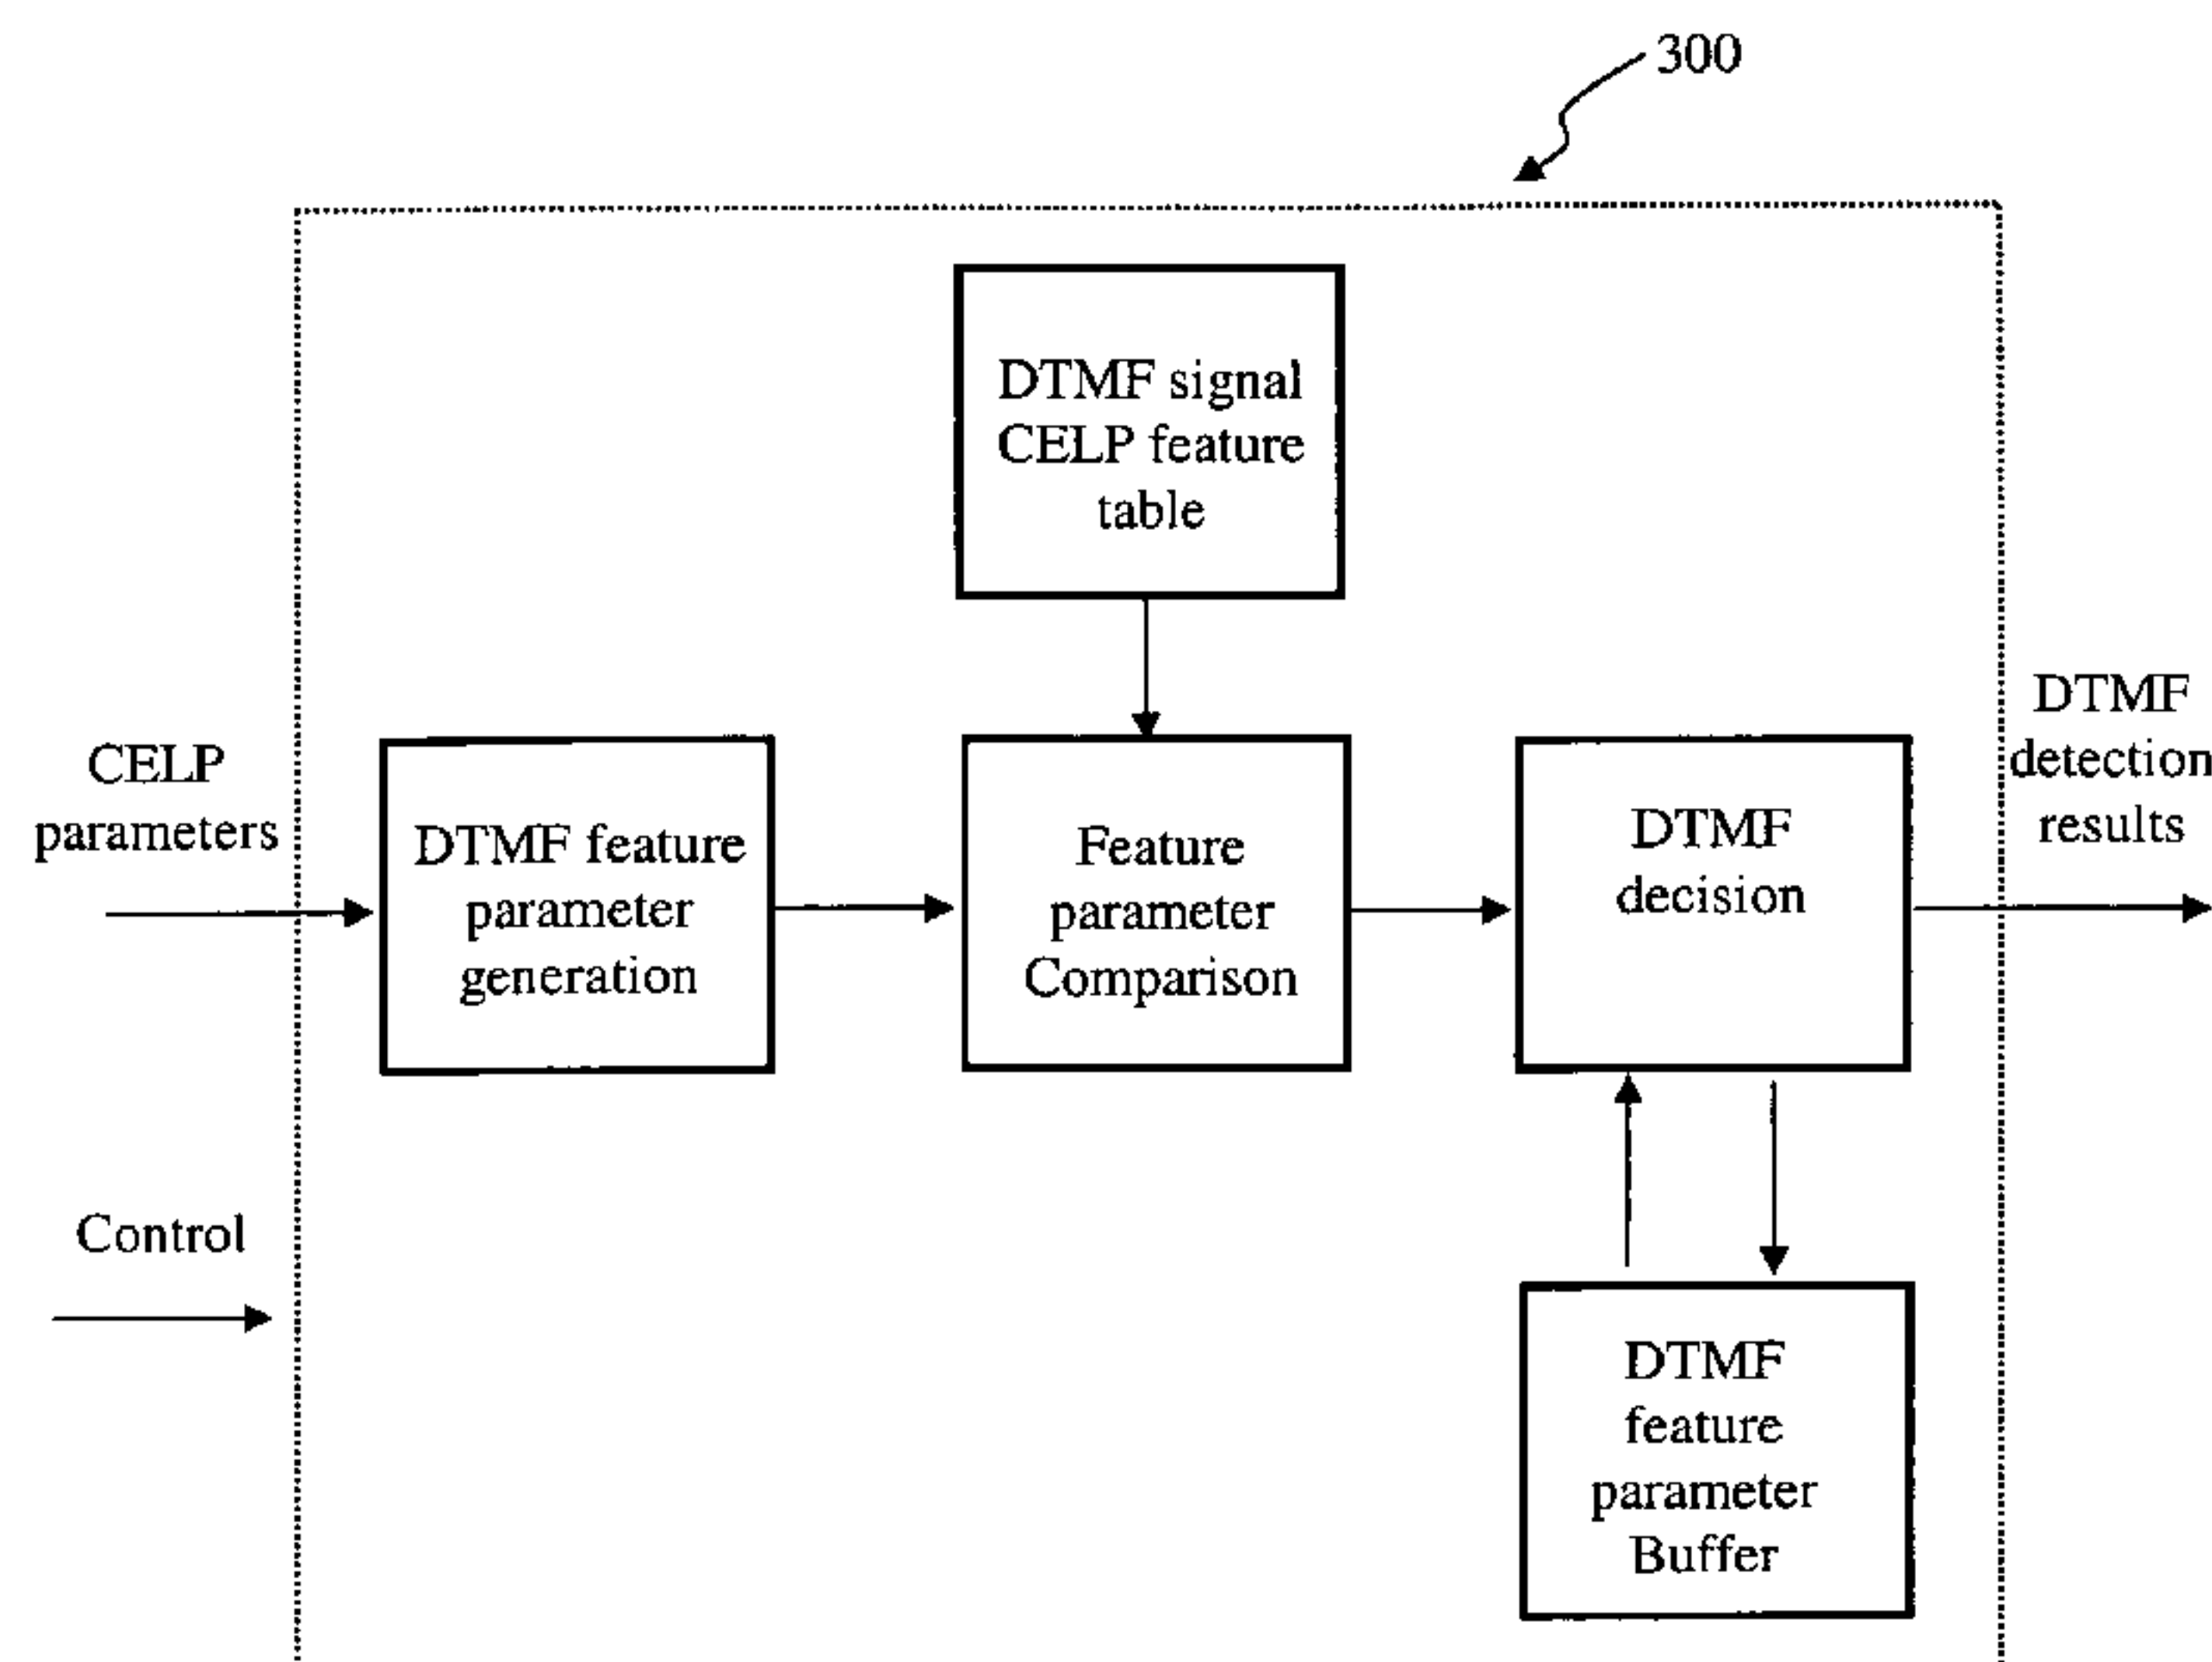 300
DTMF signal
CELP feature
table
CELP
parameters
DTMF feature
parameter
generation
Feature
parameter
Comparison
DTMF
decision
DTMF
detection
results
Control
DTMF
feature
parameter
Buffer